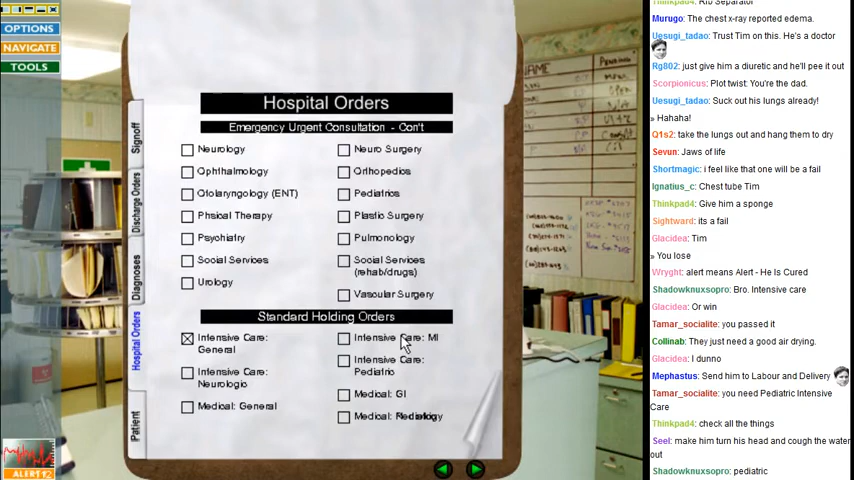 OPTIONS
NAVIGATE
TOOLS
ALERT
Signoff
Discharge Orders
Diagnoses
Hospital Orders
Patient
Hospital Orders
Emergency Urgent Consultation - Con't
Neurology
Neuro Surgery
Ophthalmology
Orthopedics
Otolaryngology (ENT)
Pediatrics
Phsical Therapy
Plastic Surgery
Psychiatry
Pulmonology
Social Services
Social Services
(rehab/drugs)
Urology
Vascular Surgery
Standard Holding Orders
Intensive Care:
General
Intensive Care: MI
Intensive Care:
Neurologic
Intensive Care:
Pediatric
Medical: General
Medical: GI
Medical:
NAME
Thinkpad4: Rib Separator
Murugo: The chest x-ray reported edema.
Uesugi_tadao: Trust Tim on this. He's a doctor
Rg802: just give him a diuretic and he'll pee it out
Scorpionicus: Plot twist: You're the dad.
Uesugi_tadao: Suck out his lungs already!
» Hahaha!
Q1s2: take the lungs out and hang them to dry
Sevun: Jaws of life
Shortmagic: i feel like that one will be a fail
Ignatius_c: Chest tube Tim
Thinkpad4: Give him a sponge
Sightward: its a fail
Glacidea: Tim
» You lose
Wryght: alert means Alert - He Is Cured
Shadowknuxsopro: Bro. Intensive care
Glacidea: Or win
Tamar_socialite: you passed it
Collinab: They just need a good air drying.
Glacidea: I dunno
Mephastus: Send him to Labour and Delivery
Tamar_socialite: you need Pediatric Intensive
Care
Thinkpad4: check all the things
Seel: make him turn his head and cough the water
out
Shadowknuxsopro: pediatric